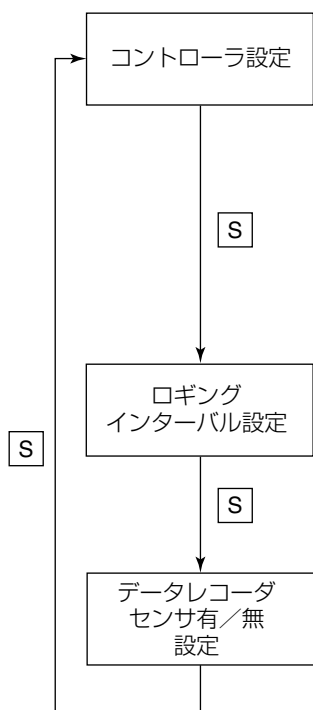 コントローラ設定
S
ロギング
インターバル設定
S
S
データレコーダ
センサ有／無
設定